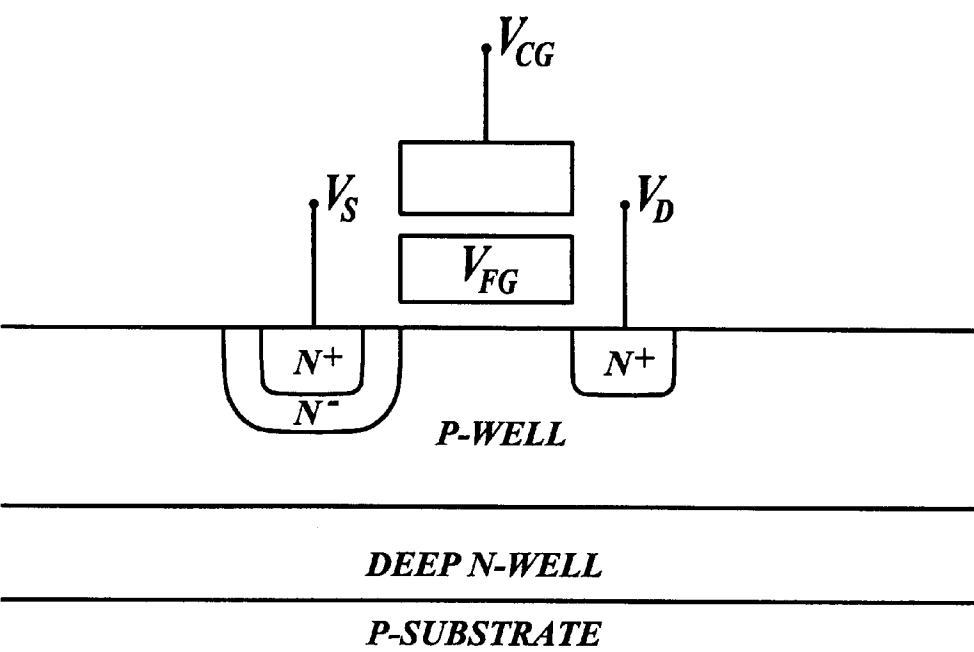 V_CG
V_S
V_D
V_FG
N+
N+
N-
P-WELL
DEEP N-WELL
P-SUBSTRATE